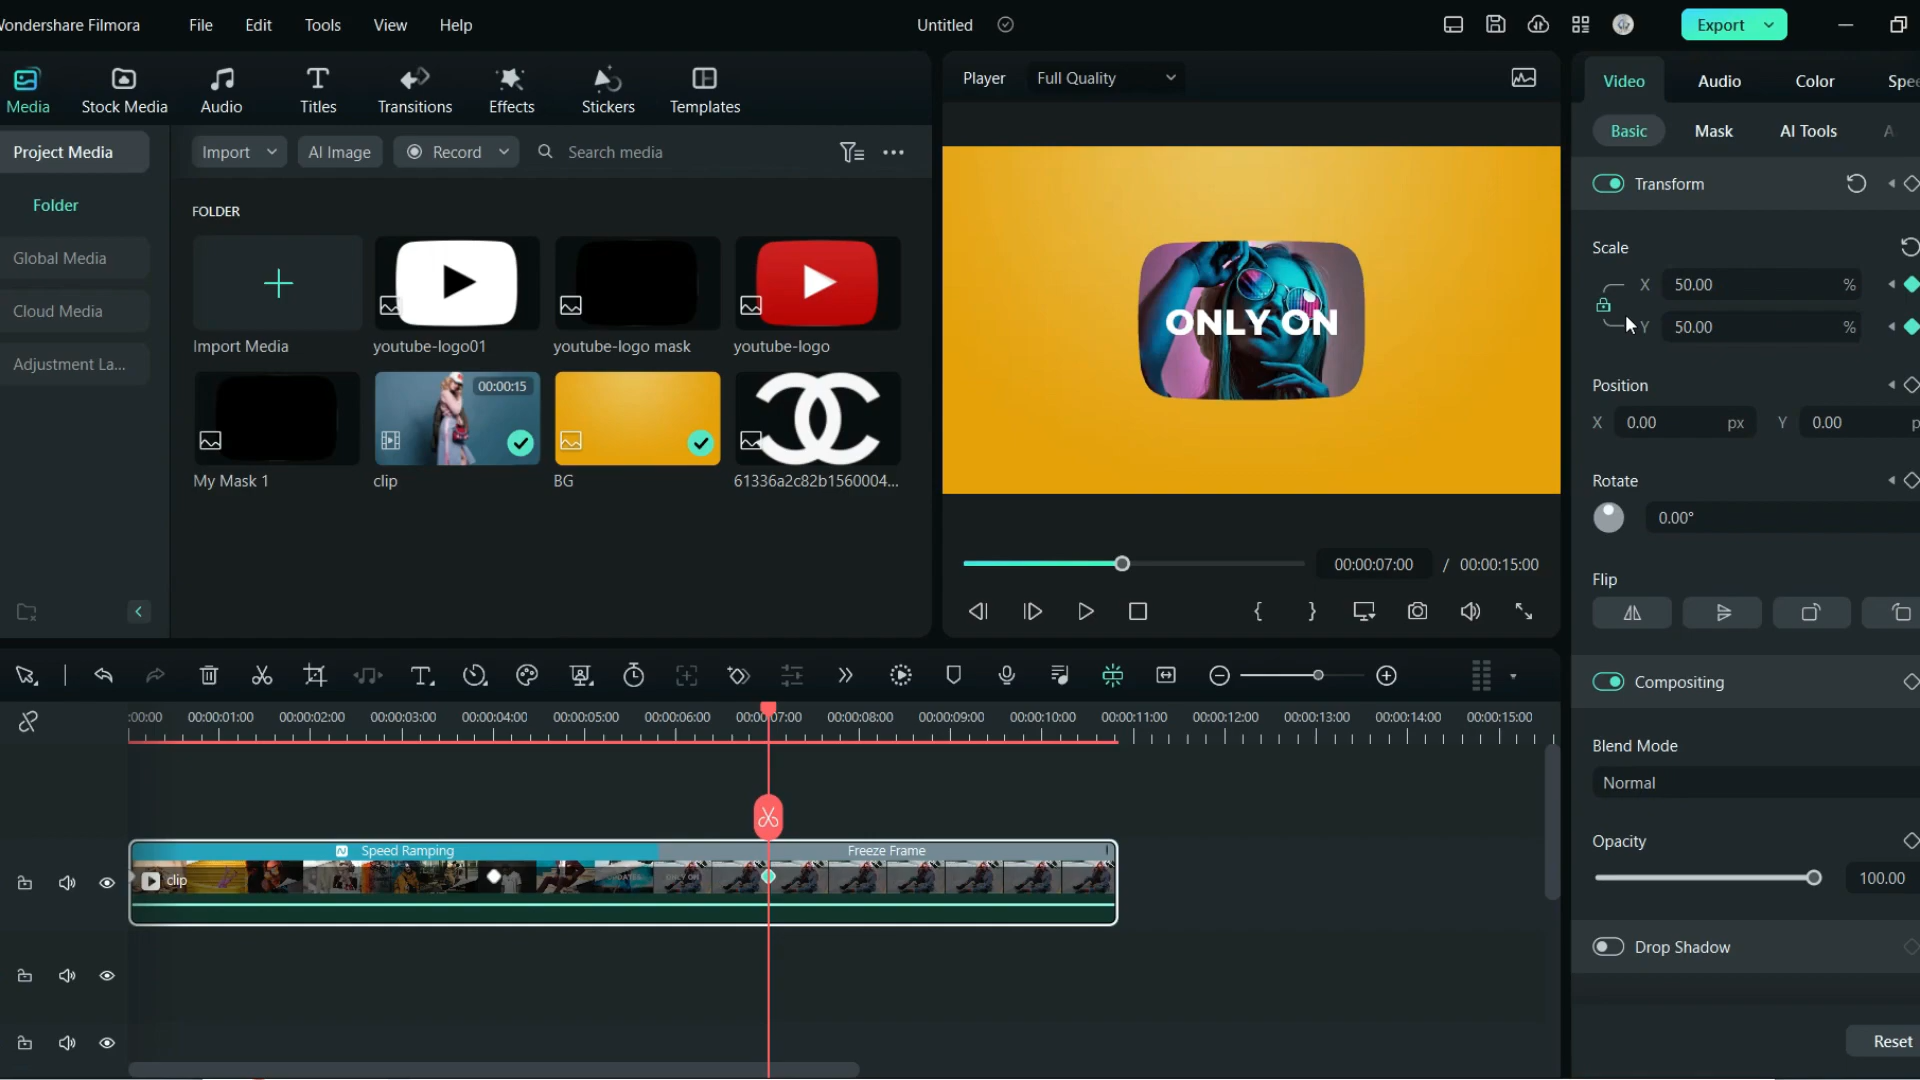 Wondershare Filmora File Edit Tools View Help Untitled Export
Media Stock Media Audio Titles Transitions Effects Stickers Templates
Player Full Quality
Video Audio Color Spee
Basic Mask AI Tools A
Project Media
Import AI Image Record Search media
Folder
Global Media
Cloud Media
Adjustment La...
FOLDER
Import Media youtube-logo01 youtube-logo mask youtube-logo
00:00:15
My Mask 1 clip BG 61336a2c82b1560004...
ONLY ON
00:00:07:00 / 00:00:15:00
Transform
Scale
X 50.00 %
Y 50.00 %
Position
X 0.00 px Y 0.00 p
Rotate
0.00°
Flip
Compositing
Blend Mode
Normal
Opacity
100.00
Drop Shadow
Reset
:00:00 00:00:01:00 00:00:02:00 00:00:03:00 00:00:04:00 00:00:05:00 00:00:06:00 00:00:07:00 00:00:08:00 00:00:09:00 00:00:10:00 00:00:11:00 00:00:12:00 00:00:13:00 00:00:14:00 00:00:15:00
Speed Ramping Freeze Frame
clip
UPDATES ONLY ON